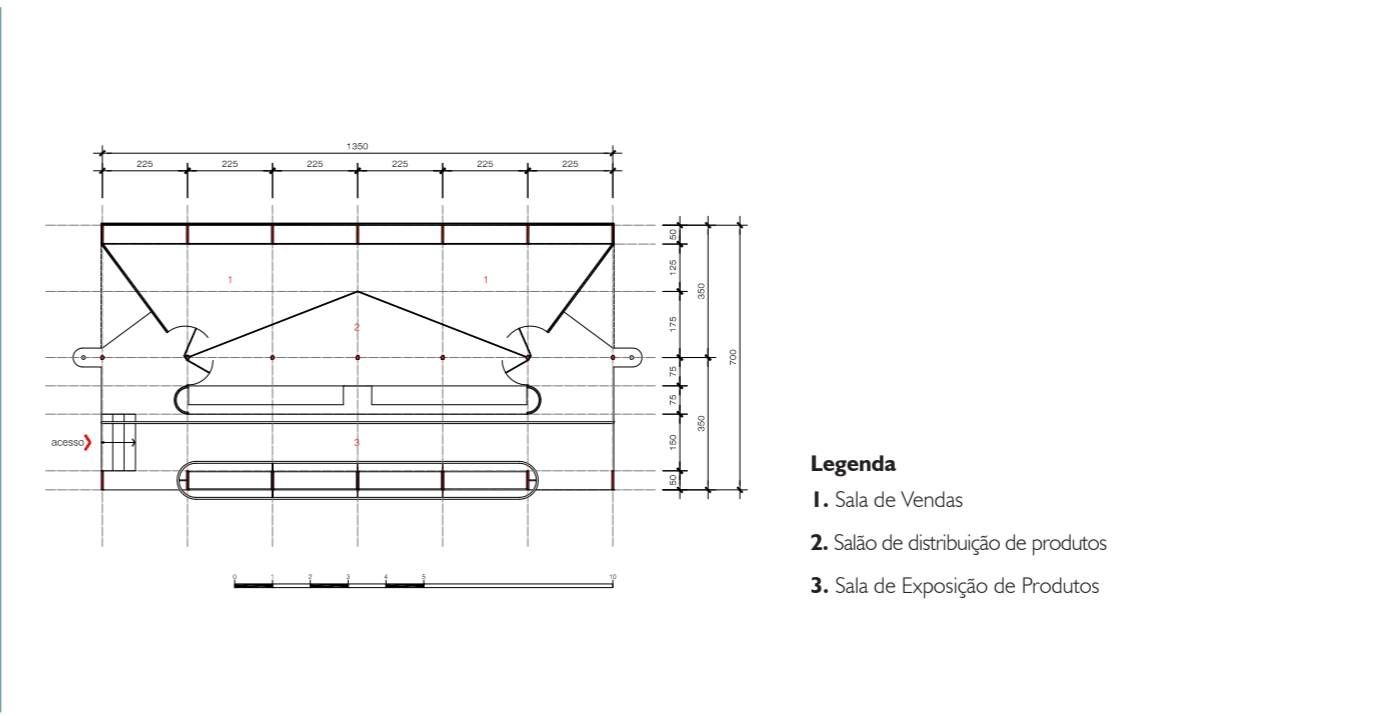 1350
225 225 225 225 225 225
50
125
350
1 1
175
2
700
75
75
350
acesso
3
150
50
0 1 2 3 4 5 10
Legenda
1. Sala de Vendas
2. Salão de distribuição de produtos
3. Sala de Exposição de Produtos